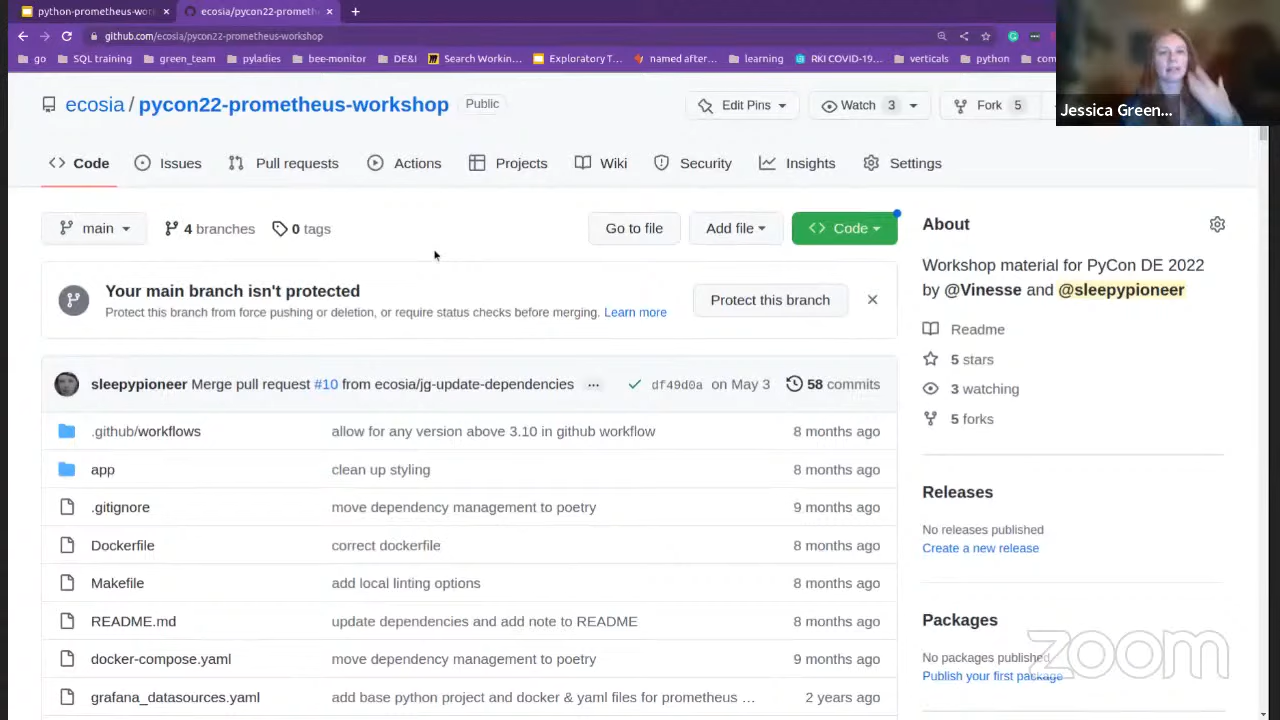 python-prometheus-wor
ecosia/pycon22-promethe
github.com/ecosia/pycon22-prometheus-workshop
go
SQL training
green_team
pyladies
bee-monitor
DE&I
Search Workin...
Exploratory T...
named after...
learning
RKI COVID-19...
verticals
python
com
Jessica Green...
ecosia / pycon22-prometheus-workshop
Public
Edit Pins
Watch 3
Fork 5
Code
Issues
Pull requests
Actions
Projects
Wiki
Security
Insights
Settings
main
4 branches
0 tags
Go to file
Add file
Code
Your main branch isn't protected
Protect this branch from force pushing or deletion, or require status checks before merging. Learn more
Protect this branch
sleepypioneer Merge pull request #10 from ecosia/jg-update-dependencies ... df49d0a on May 3 58 commits
.github/workflows allow for any version above 3.10 in github workflow 8 months ago
app clean up styling 8 months ago
.gitignore move dependency management to poetry 9 months ago
Dockerfile correct dockerfile 8 months ago
Makefile add local linting options 8 months ago
README.md update dependencies and add note to README 8 months ago
docker-compose.yaml move dependency management to poetry 9 months ago
grafana_datasources.yaml add base python project and docker & yaml files for prometheus ... 2 years ago
About
Workshop material for PyCon DE 2022
by @Vinesse and @sleepypioneer
Readme
5 stars
3 watching
5 forks
Releases
No releases published
Create a new release
Packages
No packages published
Publish your first package
zoom